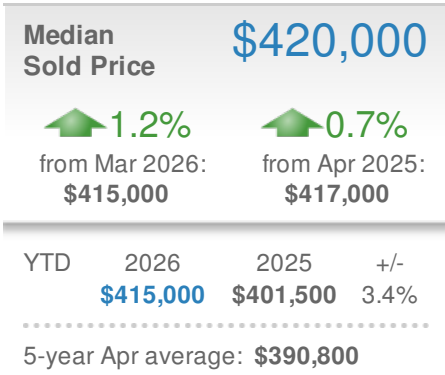 Median
Sold Price
$420,000
1.2%
from Mar 2026:
$415,000
0.7%
from Apr 2025:
$417,000
YTD 2026 2025 +/-
$415,000 $401,500 3.4%
5-year Apr average: $390,800